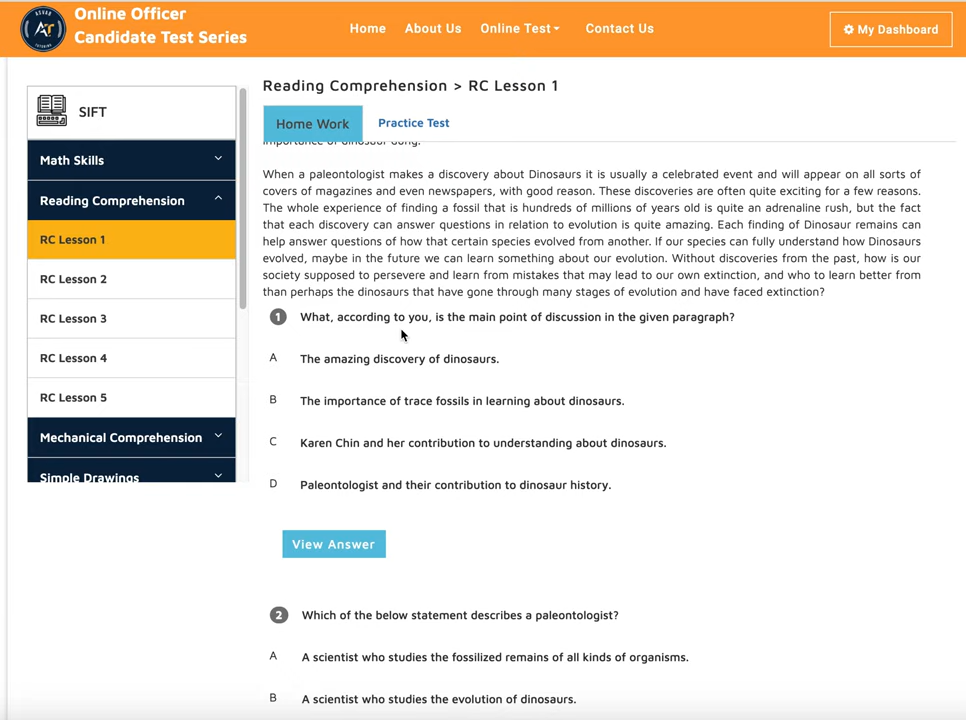 Online Officer
Candidate Test Series
ASVAB
Ar
TUTORING
Home
About Us
Online Test
Contact Us
My Dashboard
SIFT
Math Skills
Reading Comprehension
RC Lesson 1
RC Lesson 2
RC Lesson 3
RC Lesson 4
RC Lesson 5
Mechanical Comprehension
Simple Drawings
Reading Comprehension > RC Lesson 1
Home Work
Practice Test
importance of dinosaur dung.
When a paleontologist makes a discovery about Dinosaurs it is usually a celebrated event and will appear on all sorts of
covers of magazines and even newspapers, with good reason. These discoveries are often quite exciting for a few reasons.
The whole experience of finding a fossil that is hundreds of millions of years old is quite an adrenaline rush, but the fact
that each discovery can answer questions in relation to evolution is quite amazing. Each finding of Dinosaur remains can
help answer questions of how that certain species evolved from another. If our species can fully understand how Dinosaurs
evolved, maybe in the future we can learn something about our evolution. Without discoveries from the past, how is our
society supposed to persevere and learn from mistakes that may lead to our own extinction, and who to learn better from
than perhaps the dinosaurs that have gone through many stages of evolution and have faced extinction?
1 What, according to you, is the main point of discussion in the given paragraph?
A The amazing discovery of dinosaurs.
B The importance of trace fossils in learning about dinosaurs.
C Karen Chin and her contribution to understanding about dinosaurs.
D Paleontologist and their contribution to dinosaur history.
View Answer
2 Which of the below statement describes a paleontologist?
A A scientist who studies the fossilized remains of all kinds of organisms.
B A scientist who studies the evolution of dinosaurs.